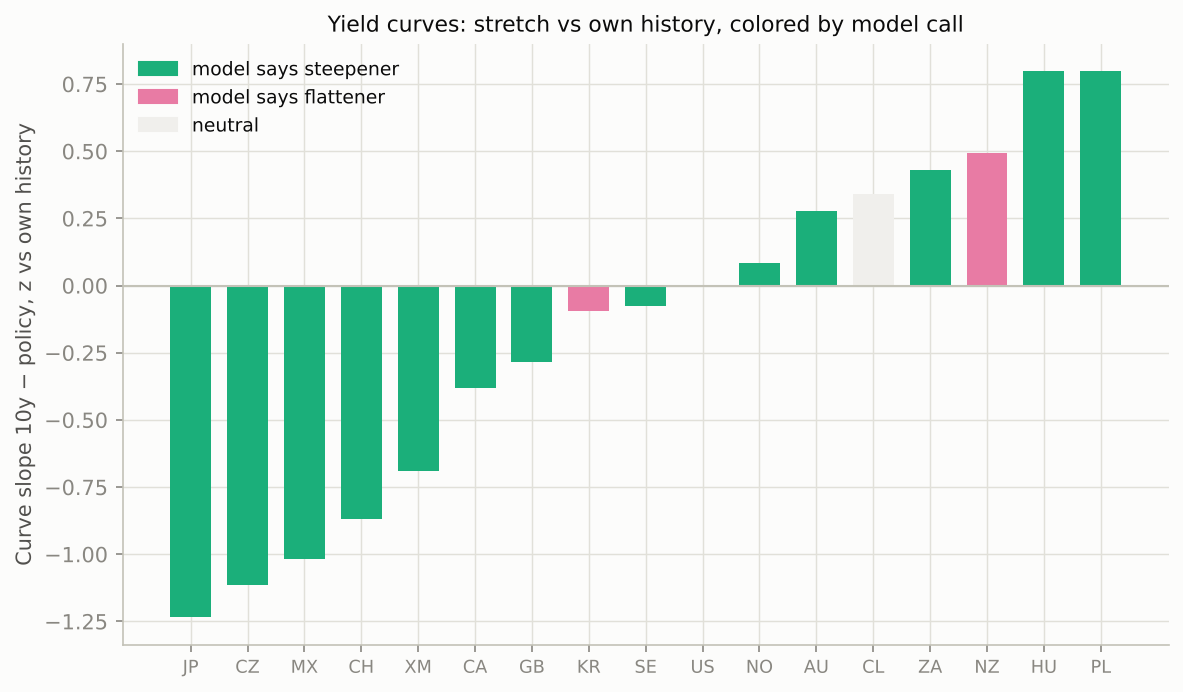 Yield curves: stretch vs own history, colored by model call
model says steepener
model says flattener
neutral
Curve slope 10y − policy, z vs own history
0.75
0.50
0.25
0.00
−0.25
−0.50
−0.75
−1.00
−1.25
JP CZ MX CH XM CA GB KR SE US NO AU CL ZA NZ HU PL